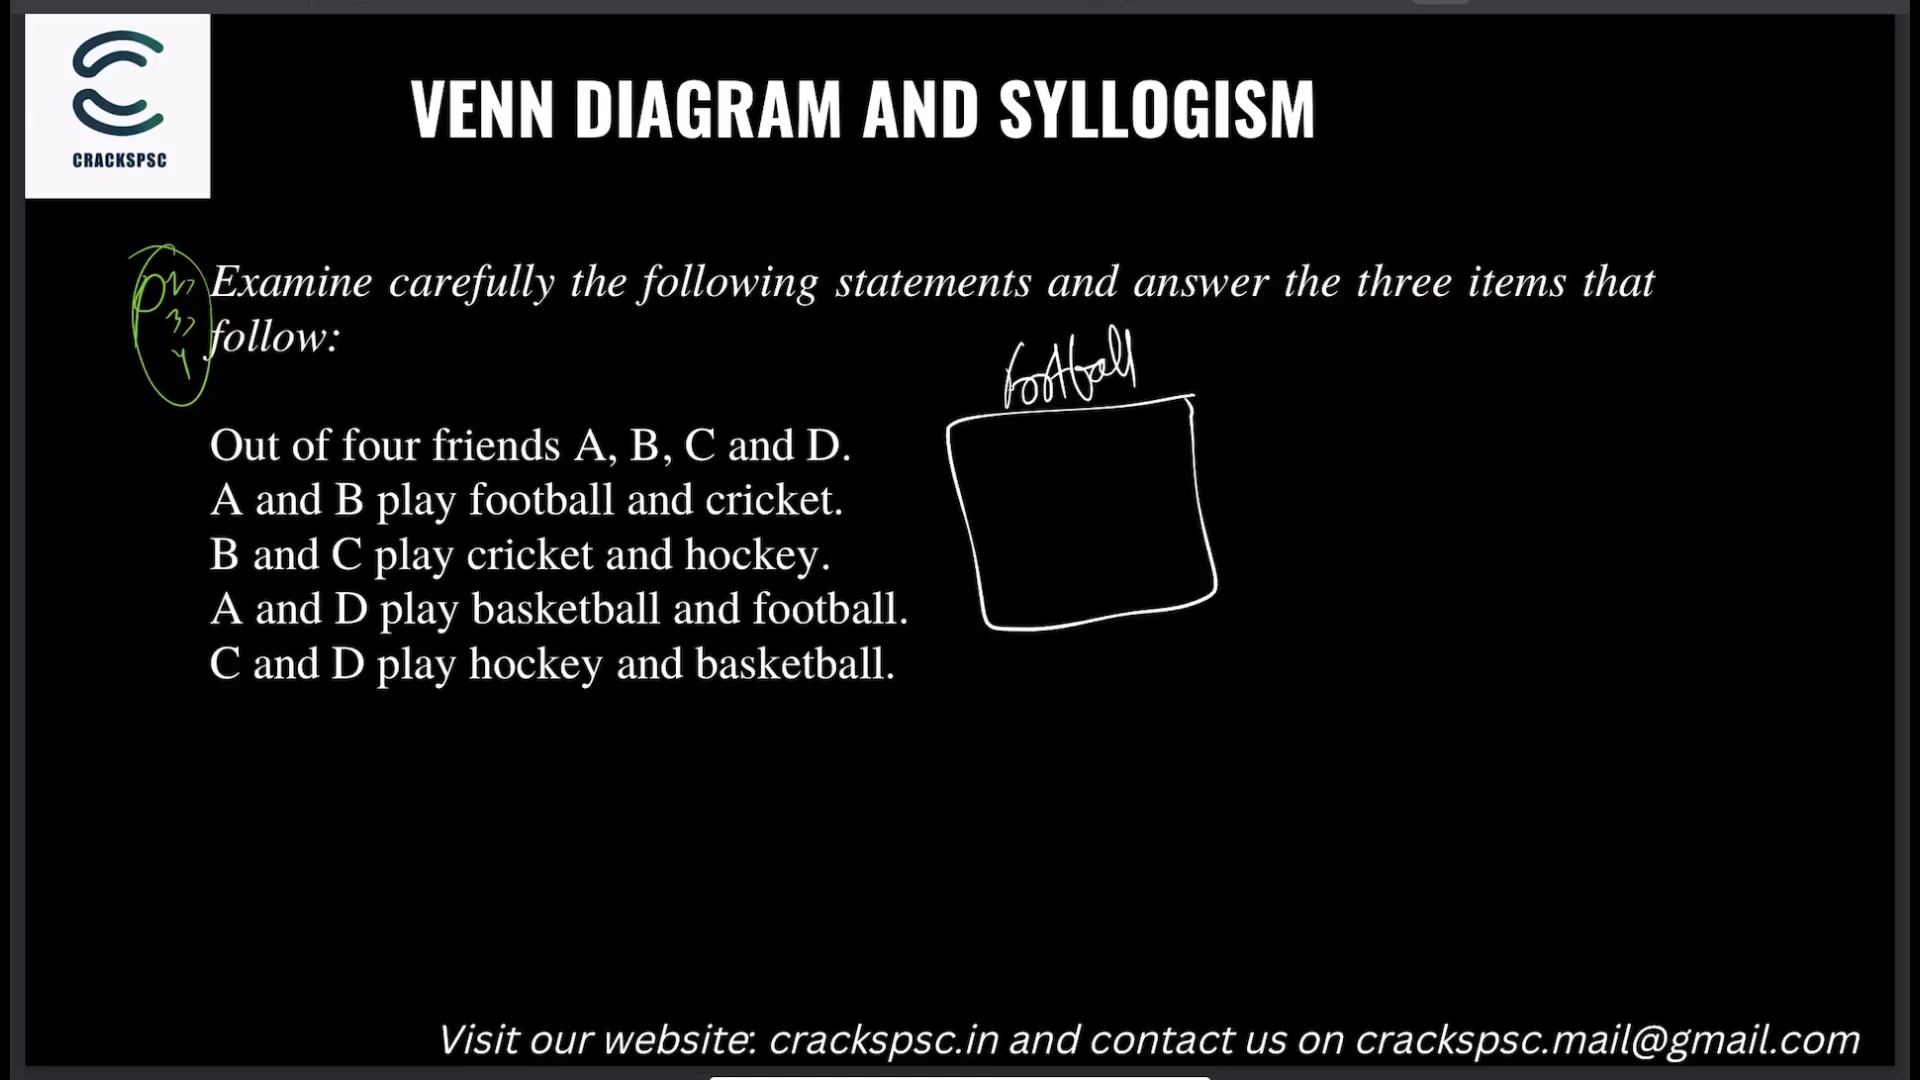 CRACKSPSC
VENN DIAGRAM AND SYLLOGISM
Examine carefully the following statements and answer the three items that
follow:
Football
Out of four friends A, B, C and D.
A and B play football and cricket.
B and C play cricket and hockey.
A and D play basketball and football.
C and D play hockey and basketball.
Visit our website: crackspsc.in and contact us on crackspsc.mail@gmail.com